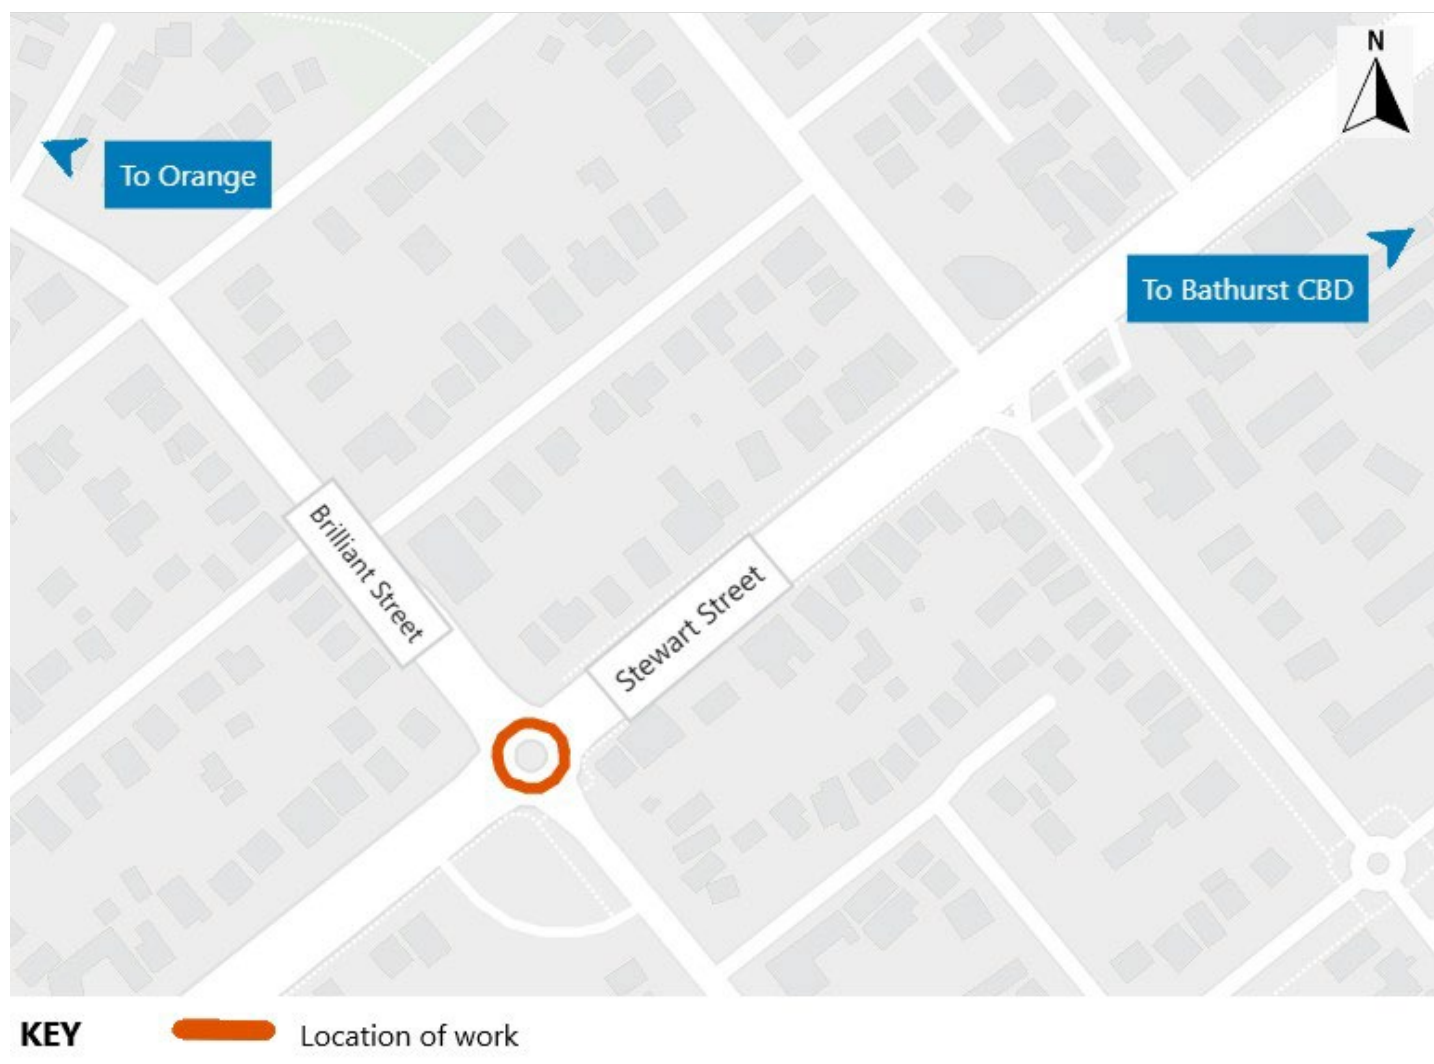 N
To Orange
To Bathurst CBD
Brilliant Street
Stewart Street
KEY
Location of work